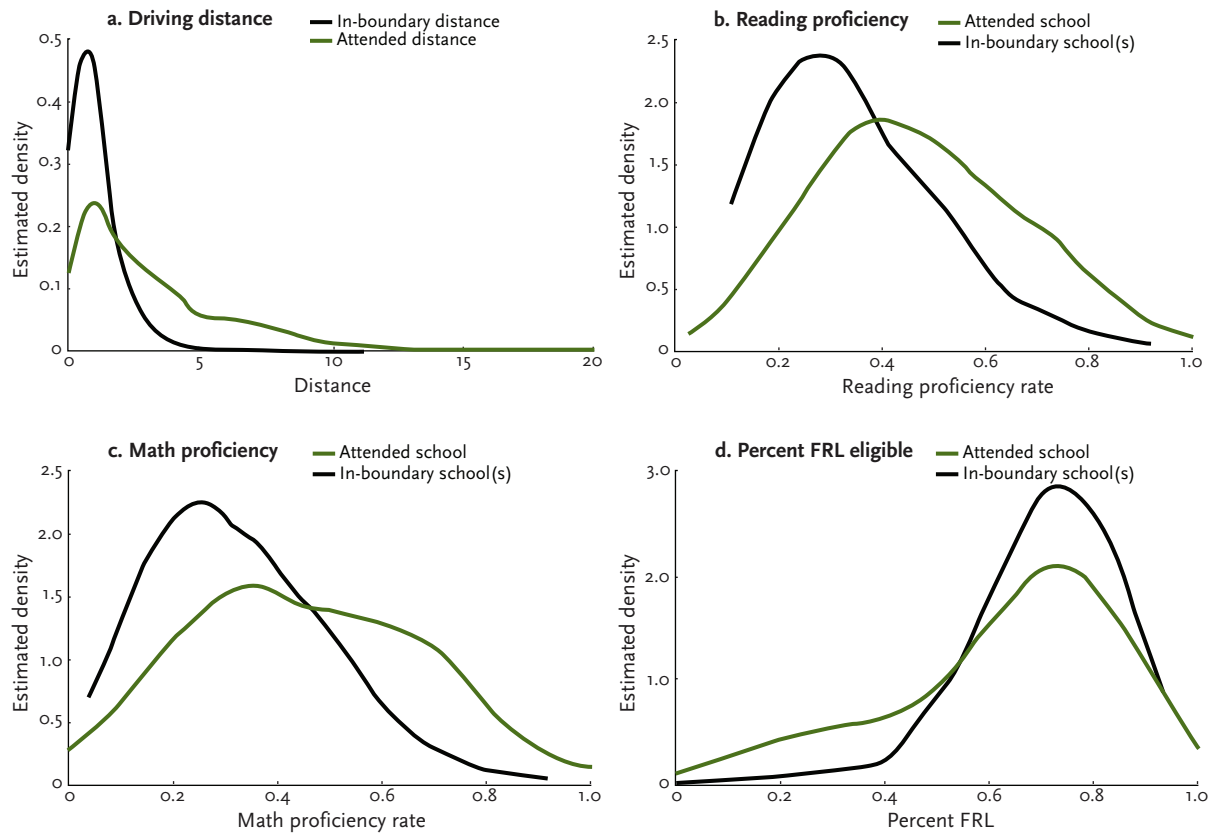 a. Driving distance
In-boundary distance
Attended distance
Estimated density
0.5
0.4
0.3
0.2
0.1
0
0
5
10
15
20
Distance
b. Reading proficiency
Attended school
In-boundary school(s)
Estimated density
2.5
2.0
1.5
1.0
0.5
0
0.2
0.4
0.6
0.8
1.0
Reading proficiency rate
c. Math proficiency
Attended school
In-boundary school(s)
Estimated density
2.5
2.0
1.5
1.0
0.5
0
0
0.2
0.4
0.6
0.8
1.0
Math proficiency rate
d. Percent FRL eligible
Attended school
In-boundary school(s)
Estimated density
3.0
2.0
1.0
0
0
0.2
0.4
0.6
0.8
1.0
Percent FRL